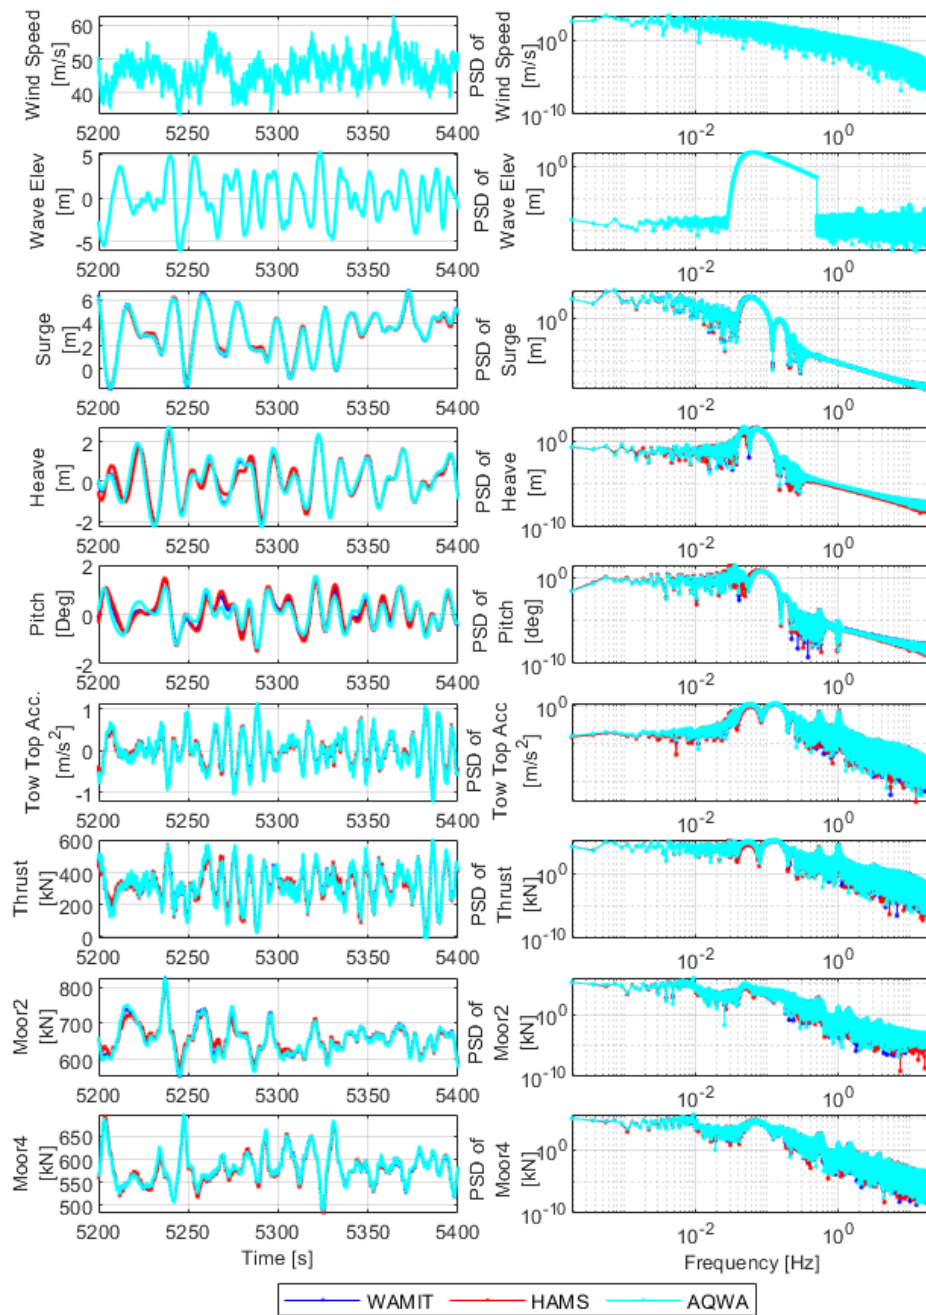 Wind Speed
[m/s]
60
50
40
5200 5250 5300 5350 5400
PSD of
Wind Speed
[m/s]
10^0
10^-10
10^-2 10^0
Wave Elev
[m]
5
0
-5
5200 5250 5300 5350 5400
PSD of
Wave Elev
[m]
10^0
10^-2 10^0
Surge
[m]
6
4
2
0
5200 5250 5300 5350 5400
PSD of
Surge
[m]
10^0
10^-2 10^0
Heave
[m]
2
0
-2
5200 5250 5300 5350 5400
PSD of
Heave
[m]
10^0
10^-10
10^-2 10^0
Pitch
[Deg]
2
0
-2
5200 5250 5300 5350 5400
PSD of
Pitch
[deg]
10^0
10^-10
10^-2 10^0
Tow Top Acc.
[m/s^2]
1
0
-1
5200 5250 5300 5350 5400
PSD of
Tow Top Acc
[m/s^2]
10^0
10^-2 10^0
Thrust
[kN]
600
400
200
0
5200 5250 5300 5350 5400
PSD of
Thrust
[kN]
10^0
10^-10
10^-2 10^0
Moor2
[kN]
800
700
600
5200 5250 5300 5350 5400
PSD of
Moor2
[kN]
10^0
10^-10
10^-2 10^0
Moor4
[kN]
650
600
550
500
5200 5250 5300 5350 5400
Time [s]
PSD of
Moor4
[kN]
10^0
10^-10
10^-2 10^0
Frequency [Hz]
WAMIT HAMS AQWA